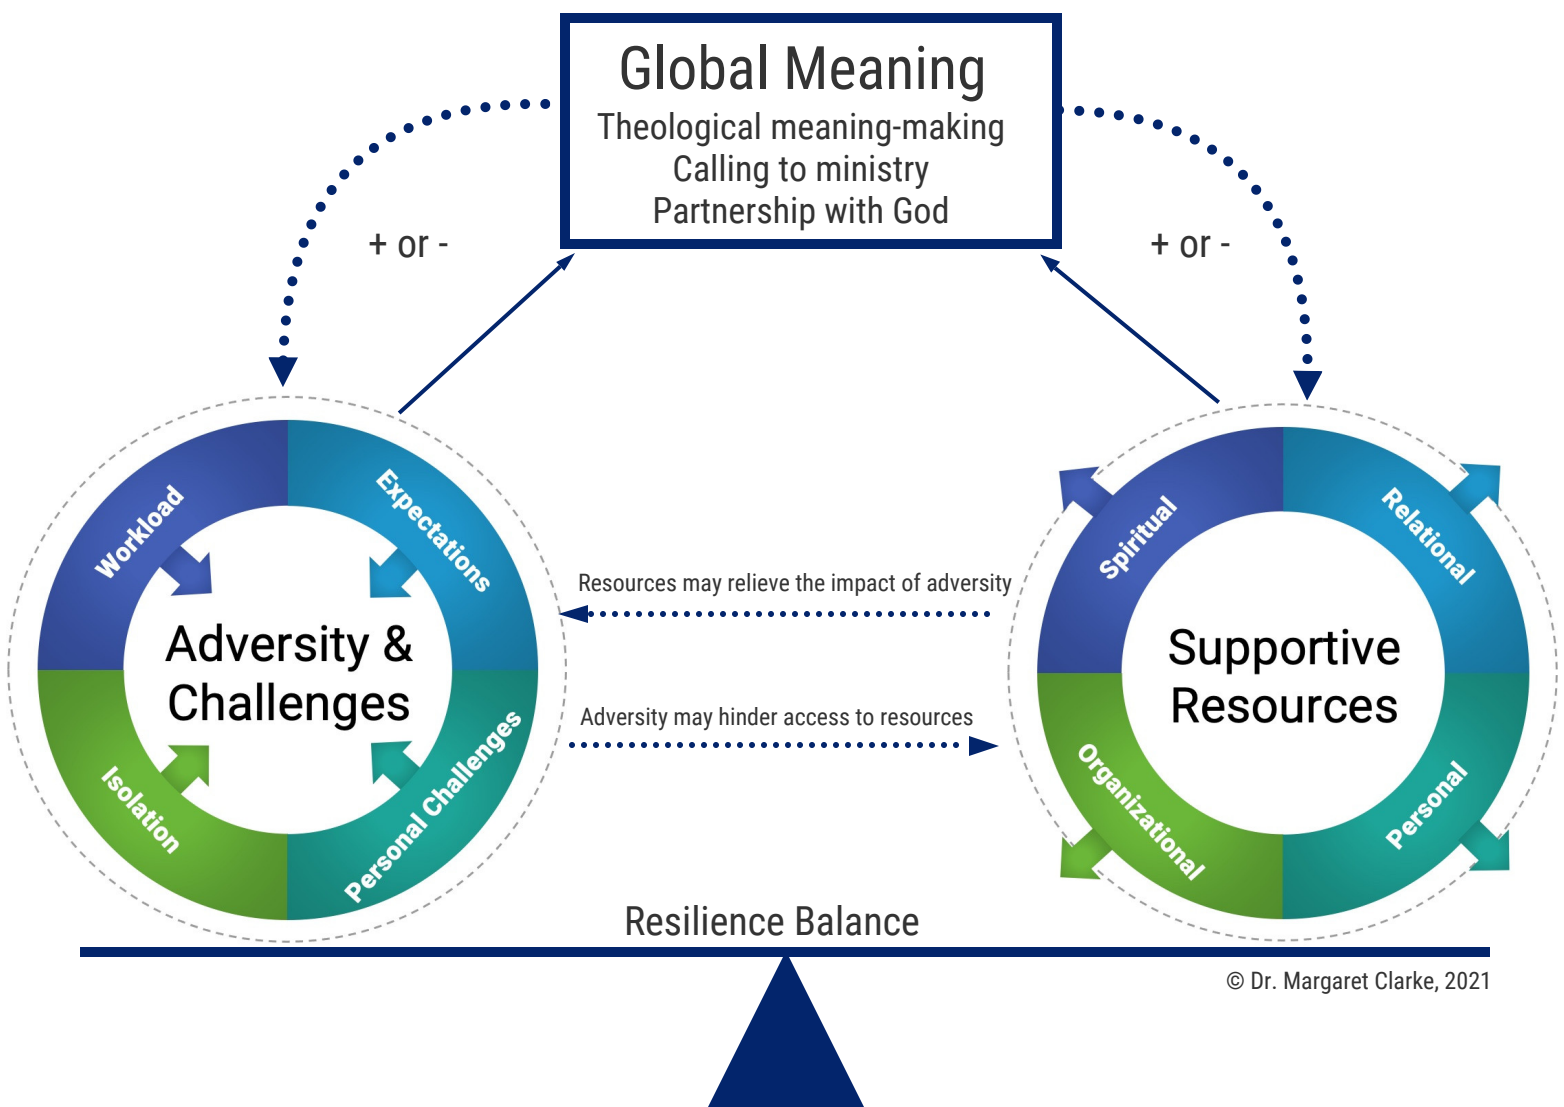 Global Meaning
Theological meaning-making
Calling to ministry
Partnership with God
+ or -
+ or -
Workload
Expectations
Adversity &
Challenges
Isolation
Personal Challenges
Resources may relieve the impact of adversity
Adversity may hinder access to resources
Spiritual
Relational
Supportive
Resources
Organizational
Personal
Resilience Balance
© Dr. Margaret Clarke, 2021